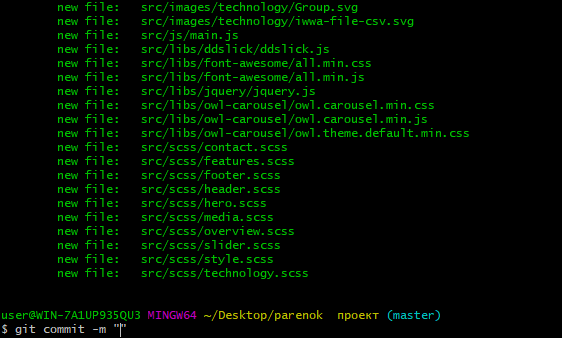 new file: src/images/technology/Group.svg
new file: src/images/technology/iwwa-file-csv.svg
new file: src/js/main.js
new file: src/libs/ddslick/ddslick.js
new file: src/libs/font-awesome/all.min.css
new file: src/libs/font-awesome/all.min.js
new file: src/libs/jquery/jquery.js
new file: src/libs/owl-carousel/owl.carousel.min.css
new file: src/libs/owl-carousel/owl.carousel.min.js
new file: src/libs/owl-carousel/owl.theme.default.min.css
new file: src/scss/contact.scss
new file: src/scss/features.scss
new file: src/scss/footer.scss
new file: src/scss/header.scss
new file: src/scss/hero.scss
new file: src/scss/media.scss
new file: src/scss/overview.scss
new file: src/scss/slider.scss
new file: src/scss/style.scss
new file: src/scss/technology.scss
user@WIN-7A1UP935QU3 MINGW64 ~/Desktop/parenok проект (master)
$ git commit -m ""